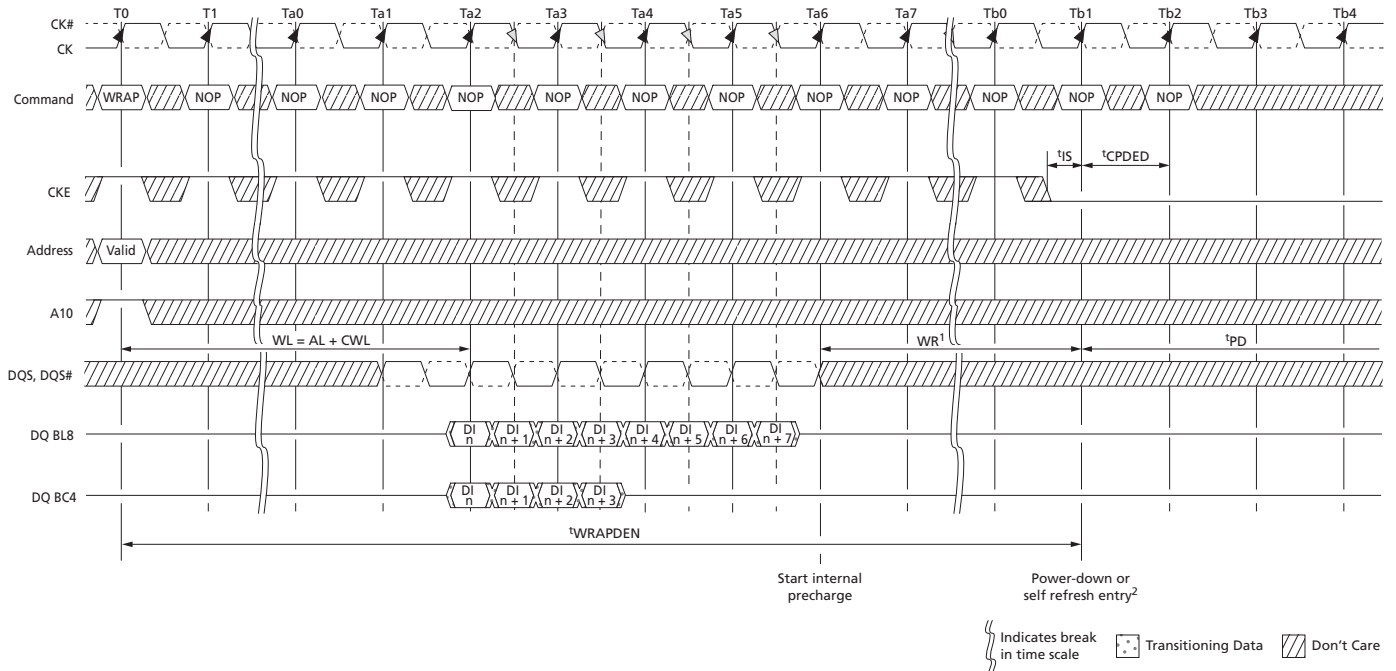 T0 T1 Ta0 Ta1 Ta2 Ta3 Ta4 Ta5 Ta6 Ta7 Tb0 Tb1 Tb2 Tb3 Tb4
CK#
CK
Command WRAP NOP NOP NOP NOP NOP NOP NOP NOP NOP NOP NOP NOP
tIS tCPDED
CKE
Address Valid
A10
WL = AL + CWL WR1 tPD
DQS, DQS#
DQ BL8 DI n DI n + 1 DI n + 2 DI n + 3 DI n + 4 DI n + 5 DI n + 6 DI n + 7
DQ BC4 DI n DI n + 1 DI n + 2 DI n + 3
tWRAPDEN
Start internal
precharge
Power-down or
self refresh entry2
Indicates break
in time scale
Transitioning Data
Don't Care